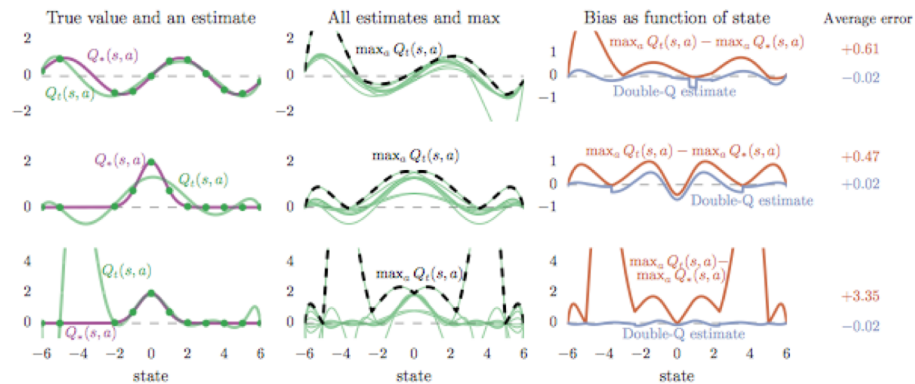 True value and an estimate
All estimates and max
Bias as function of state
Average error
2
0
−2
Q*(s, a)
Qt(s, a)
2
0
−2
maxa Qt(s, a)
1
0
−1
maxa Qt(s, a) − maxa Q*(s, a)
Double-Q estimate
+0.61
−0.02
2
0
Q*(s, a)
Qt(s, a)
2
0
maxa Qt(s, a)
1
0
−1
maxa Qt(s, a) − maxa Q*(s, a)
Double-Q estimate
+0.47
+0.02
4
2
0
Qt(s, a)
Q*(s, a)
4
2
0
maxa Qt(s, a)
4
2
0
maxa Qt(s, a)−
maxa Q*(s, a)
Double-Q estimate
+3.35
−0.02
−6 −4 −2 0 2 4 6
−6 −4 −2 0 2 4 6
−6 −4 −2 0 2 4 6
state
state
state